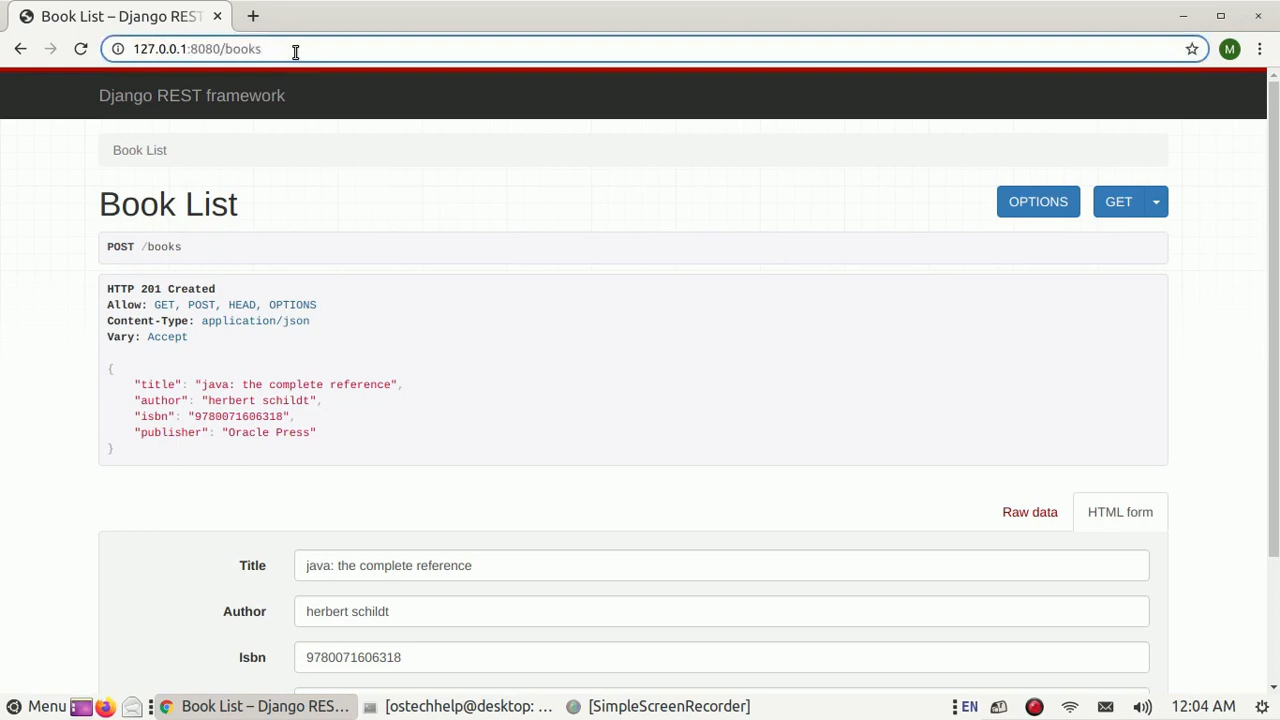 Book List – Django REST
127.0.0.1:8080/books
M
Django REST framework
Book List
Book List
OPTIONS
GET
POST /books
HTTP 201 Created
Allow: GET, POST, HEAD, OPTIONS
Content-Type: application/json
Vary: Accept
{
"title": "java: the complete reference",
"author": "herbert schildt",
"isbn": "9780071606318",
"publisher": "Oracle Press"
}
Raw data
HTML form
Title
java: the complete reference
Author
herbert schildt
Isbn
9780071606318
Menu
Book List – Django RES...
[ostechhelp@desktop: ...
[SimpleScreenRecorder]
EN
12:04 AM